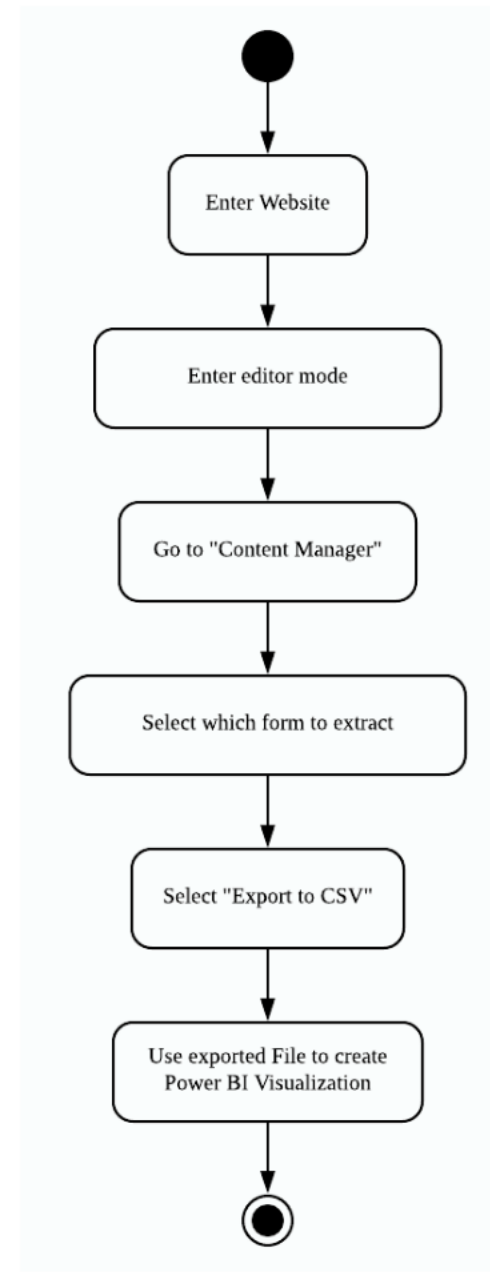 Enter Website
Enter editor mode
Go to "Content Manager"
Select which form to extract
Select "Export to CSV"
Use exported File to create
Power BI Visualization